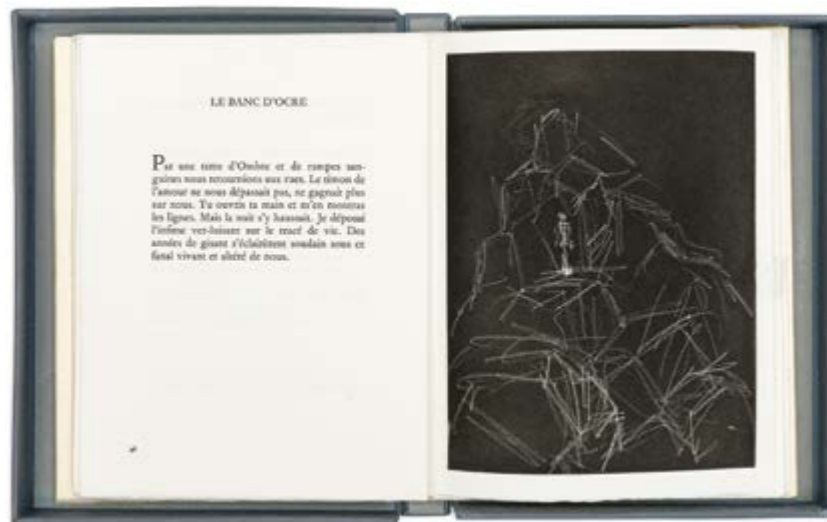 LE BANC D'OCRE
Par une terre d'Ombre et de rampes san-
guines nous retournions aux rues. Le timon de
l'amour ne nous dépassait pas, ne gagnait plus
sur nous. Tu ouvris ta main et m'en montras
les lignes. Mais la nuit s'y haussait. Je déposai
l'infime ver-luisant sur le tracé de vie. Des
années de gisant s'éclairèrent soudain sous ce
fanal vivant et altéré de nous.